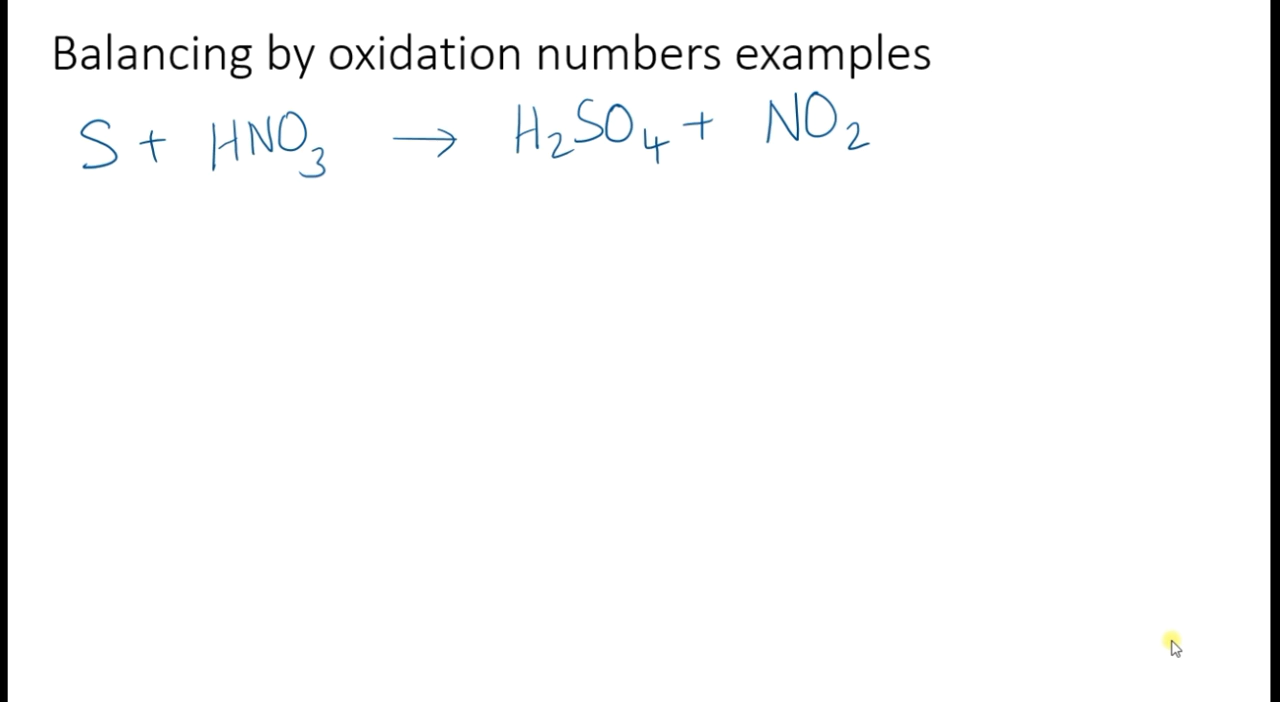 Balancing by oxidation numbers examples
S + HNO₃ → H₂SO₄ + NO₂